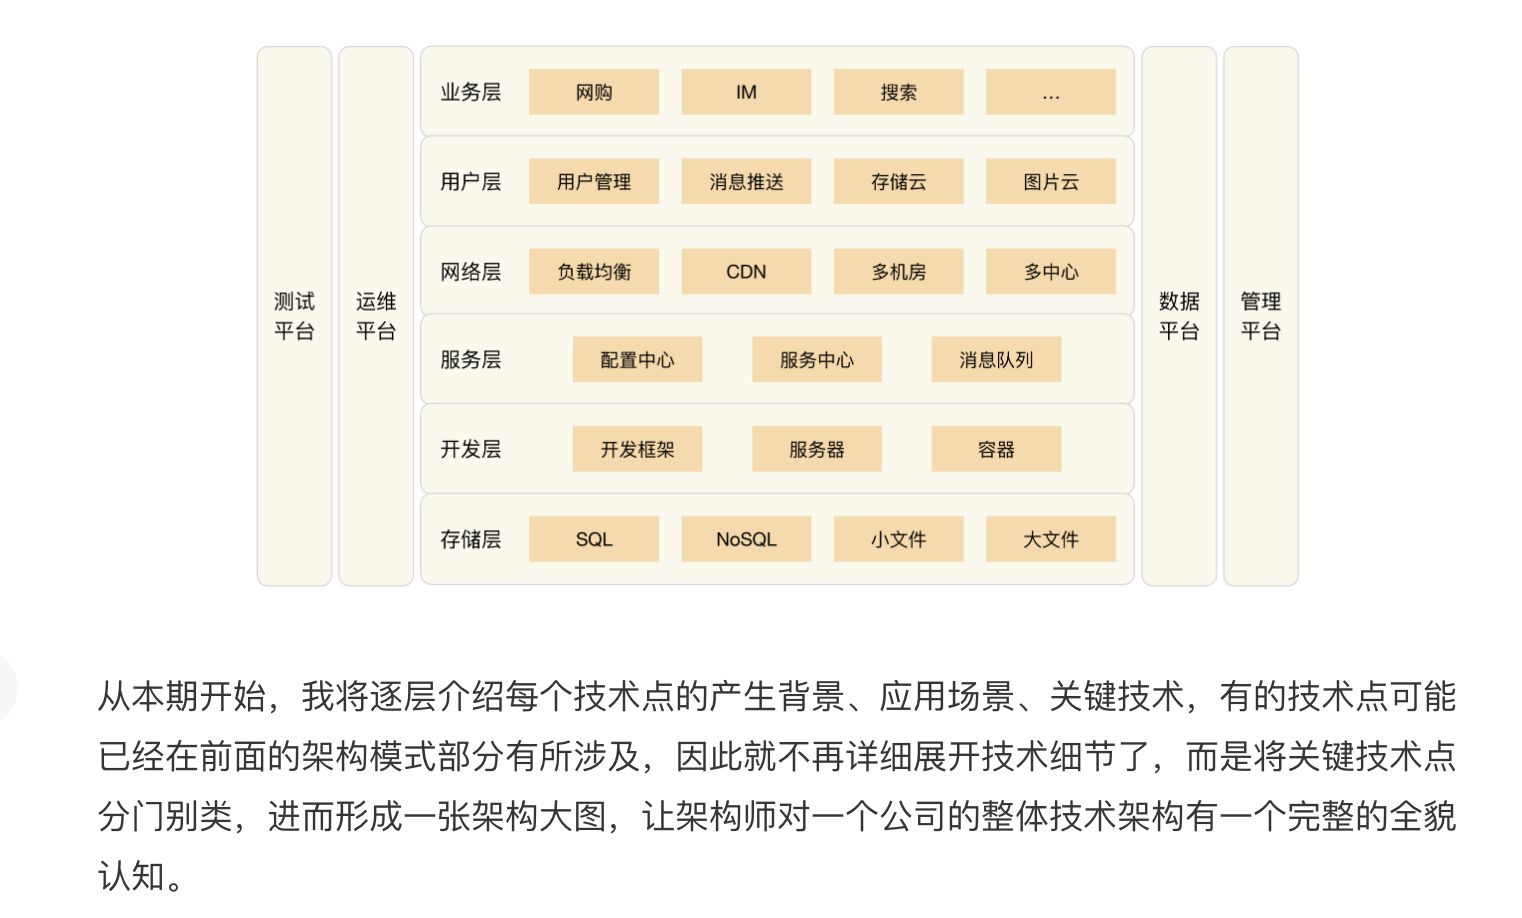 业务层 网购 IM 搜索 ...
用户层 用户管理 消息推送 存储云 图片云
网络层 负载均衡 CDN 多机房 多中心
测试
平台
运维
平台
数据
平台
管理
平台
服务层 配置中心 服务中心 消息队列
开发层 开发框架 服务器 容器
存储层 SQL NoSQL 小文件 大文件
从本期开始，我将逐层介绍每个技术点的产生背景、应用场景、关键技术，有的技术点可能
已经在前面的架构模式部分有所涉及，因此就不再详细展开技术细节了，而是将关键技术点
分门别类，进而形成一张架构大图，让架构师对一个公司的整体技术架构有一个完整的全貌
认知。